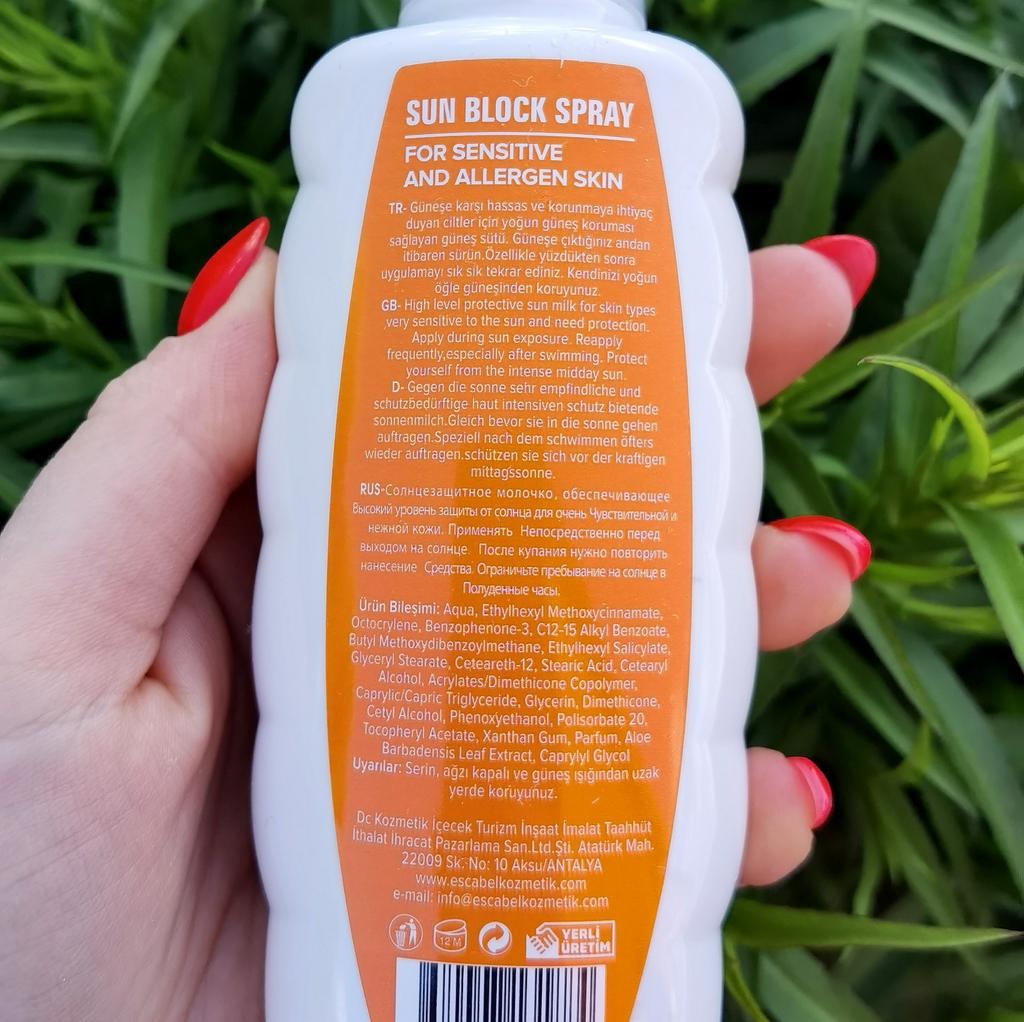 SUN BLOCK SPRAY
FOR SENSITIVE
AND ALLERGEN SKIN
TR- Güneşe karşı hassas ve korunmaya ihtiyaç
duyan ciltler için yoğun güneş koruması
sağlayan güneş sütü. Güneşe çıktığınız andan
itibaren sürün.Özellikle yüzdükten sonra
uygulamayı sık sik tekrar ediniz. Kendinizi yoğun
öğle güneşinden koruyunuz.
GB- High level protective sun milk for skin types
very sensitive to the sun and need protection.
Apply during sun exposure. Reapply
frequently,especially after swimming. Protect
yourself from the intense midday sun.
D- Gegen die sonne sehr empfindliche und
schutzbedürftige haut intensiven schutz bietende
sonnenmilch.Gleich bevor sie in die sonne gehen
auftragen.Speziell nach dem schwimmen öfters
wieder auftragen.schützen sie sich vor der kraftigen
mittagssonne.
RUS-Солнцезащитное молочко, обеспечивающее
Высокий уровень защиты от солнца для очень Чувствительной и
нежной кожи. Применять Непосредственно перед
выходом на солнце. После купания нужно повторить
нанесение Средства. Ограничьте пребывание на солнце в
Полуденные часы.
Ürün Bileşimi: Aqua, Ethylhexyl Methoxycinnamate,
Octocrylene, Benzophenone-3, C12-15 Alkyl Benzoate,
Butyl Methoxydibenzoylmethane, Ethylhexyl Salicylate,
Glyceryl Stearate, Ceteareth-12, Stearic Acid, Cetearyl
Alcohol, Acrylates/Dimethicone Copolymer,
Caprylic/Capric Triglyceride, Glycerin, Dimethicone,
Cetyl Alcohol, Phenoxyethanol, Polisorbate 20,
Tocopheryl Acetate, Xanthan Gum, Parfum, Aloe
Barbadensis Leaf Extract, Caprylyl Glycol
Uyarılar: Serin, ağzı kapalı ve güneş ışığından uzak
yerde koruyunuz.
Dc Kozmetik İçecek Turizm İnşaat İmalat Taahhüt
İthalat İhracat Pazarlama San.Ltd.Şti. Atatürk Mah.
22009 Sk. No: 10 Aksu/ANTALYA
www.escabelkozmetik.com
e-mail: info@escabelkozmetik.com
12 M
YERLİ
ÜRETİM